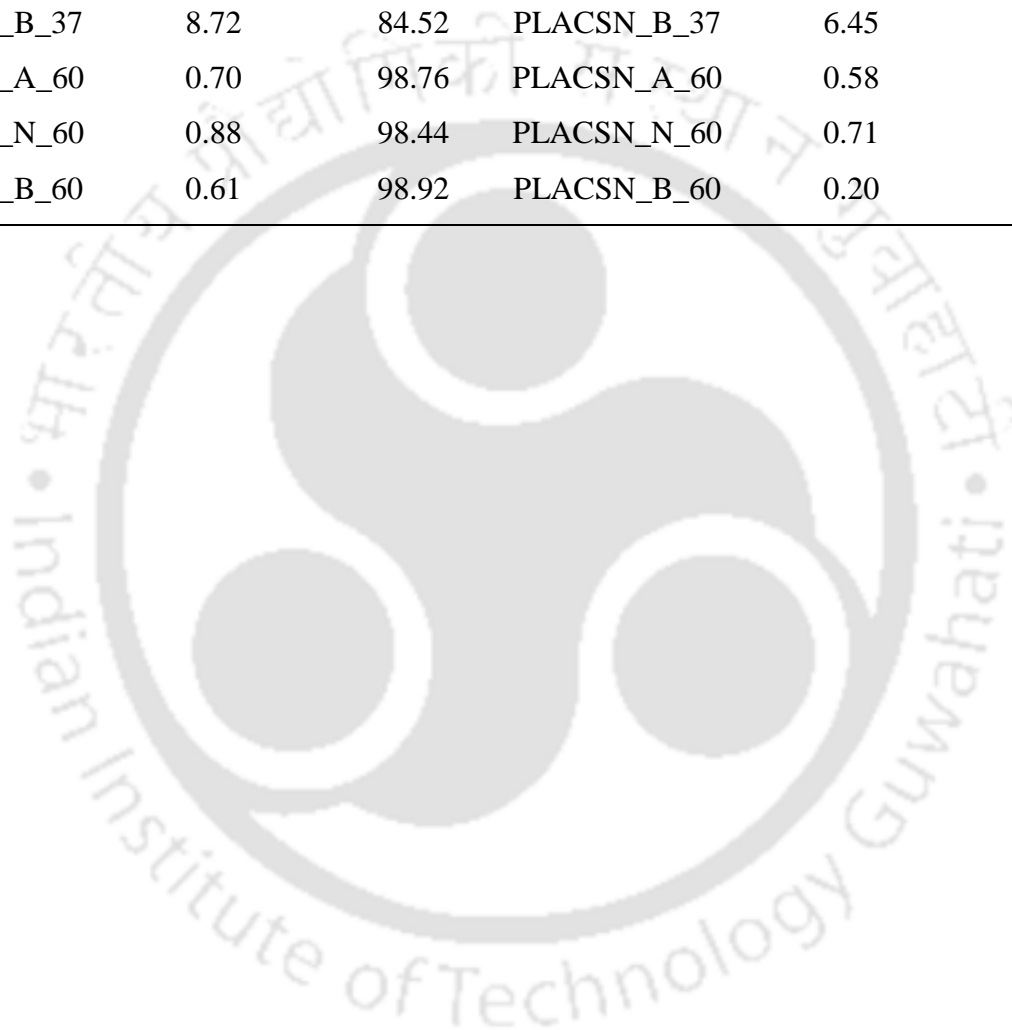 _B_37 8.72 84.52 PLACSN_B_37 6.45
_A_60 0.70 98.76 PLACSN_A_60 0.58
_N_60 0.88 98.44 PLACSN_N_60 0.71
_B_60 0.61 98.92 PLACSN_B_60 0.20
भारतीय प्रौद्योगिकी संस्थान गुवाहाटी
Indian Institute of Technology Guwahati